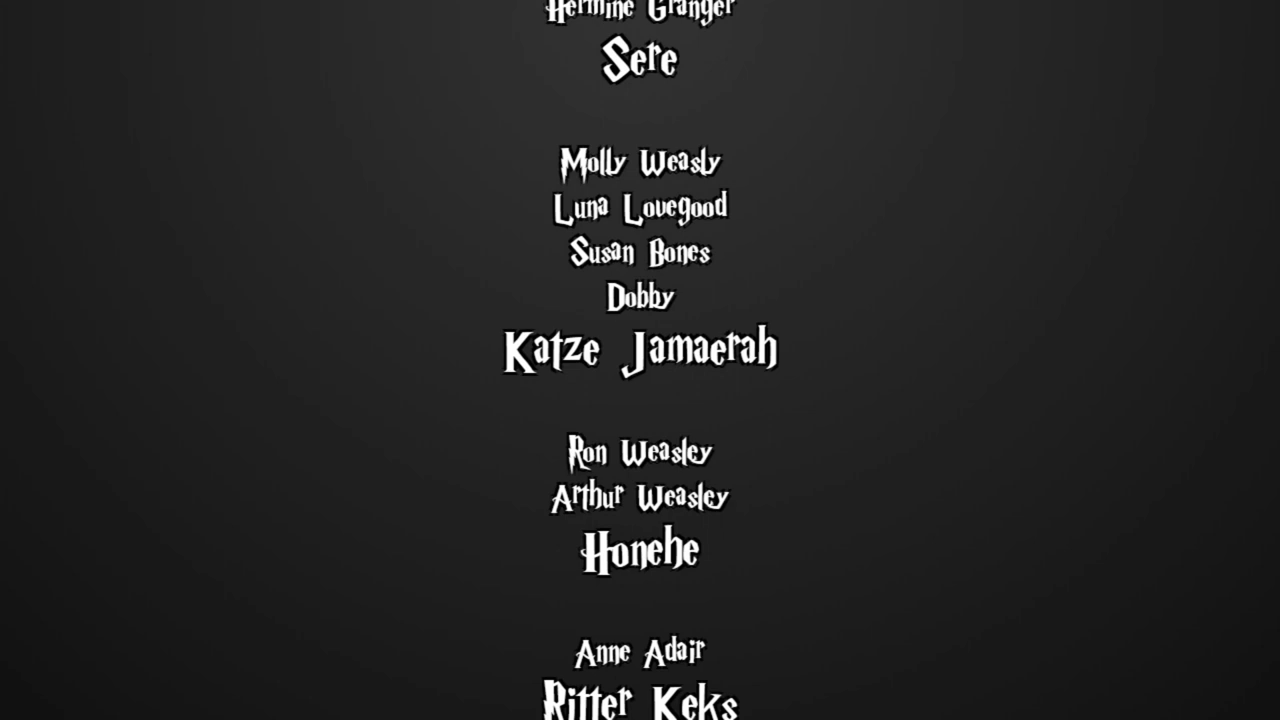 Hermine Granger
Sere
Molly Weasly
Luna Lovegood
Susan Bones
Dobby
Katze Jamaerah
Ron Weasley
Arthur Weasley
Honehe
Anne Adair
Ritter Keks